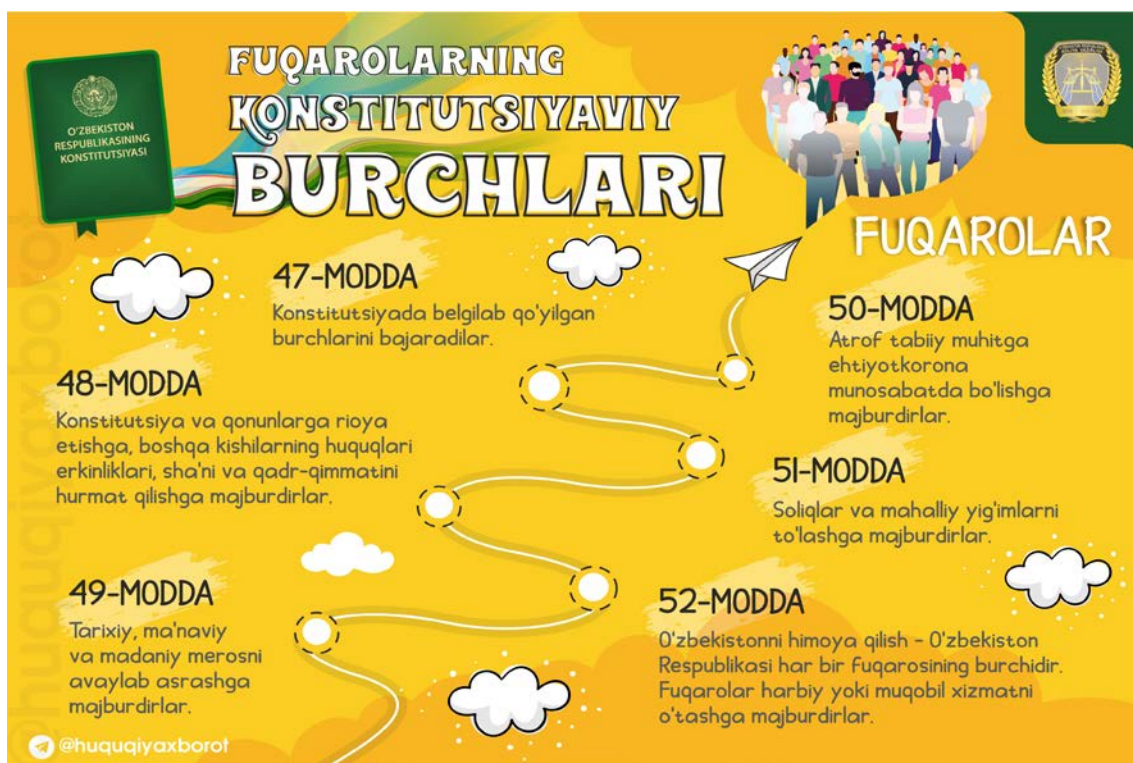 O'ZBEKISTON
RESPUBLIKASINING
KONSTITUTSIYASI
FUQAROLARNING
KONSTITUTSIYAVIY
BURCHLARI
FUQAROLAR
47-MODDA
Konstitutsiyada belgilab qo'yilgan
burchlarini bajaradilar.
48-MODDA
Konstitutsiya va qonunlarga rioya
etishga, boshqa kishilarning huquqlari
erkinliklari, sha'ni va qadr-qimmatini
hurmat qilishga majburdirlar.
49-MODDA
Tarixiy, ma'naviy
va madaniy merosni
avaylab asrashga
majburdirlar.
50-MODDA
Atrof tabiiy muhitga
ehtiyotkorona
munosabatda bo'lishga
majburdirlar.
51-MODDA
Soliqlar va mahalliy yig'imlarni
to'lashga majburdirlar.
52-MODDA
O'zbekistonni himoya qilish - O'zbekiston
Respublikasi har bir fuqarosining burchidir.
Fuqarolar harbiy yoki muqobil xizmatni
o'tashga majburdirlar.
@huquqiyaxborot
@huquqiyaxborot